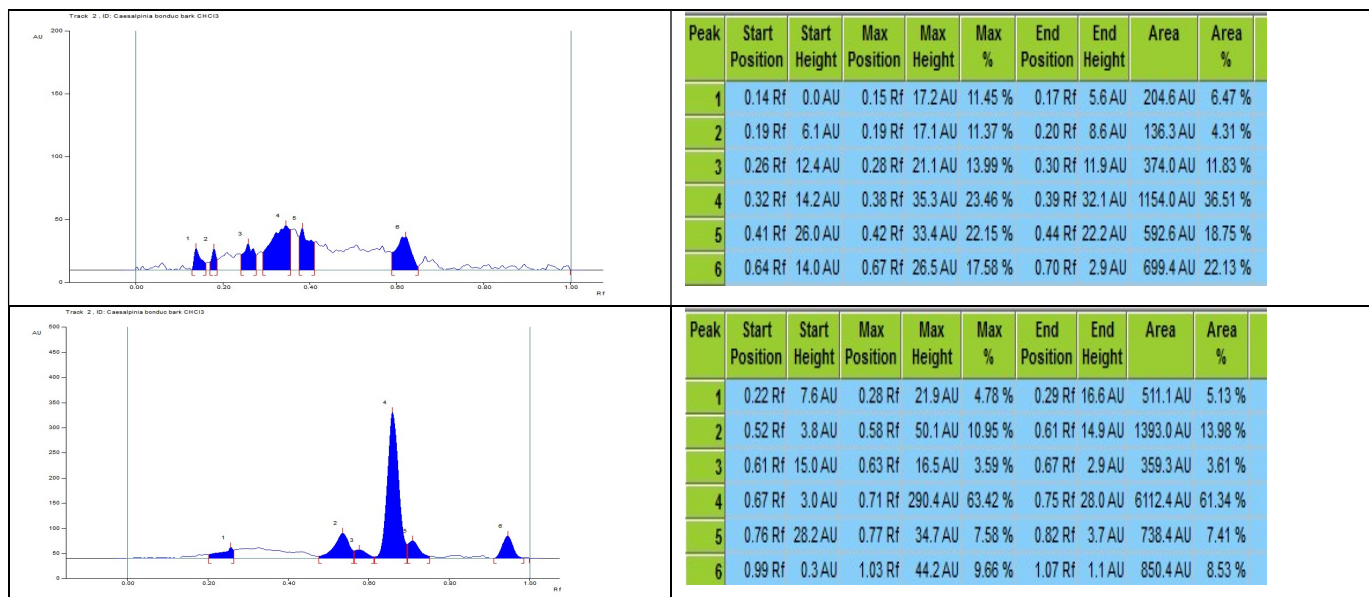 Track 2 , ID: Caesalpinia bonduc bark CHCl3
AU
200
150
100
50
0
1 2 3 4 5 6
0.00 0.20 0.40 0.60 0.80 1.00
Rf
Peak Start Position Start Height Max Position Max Height Max % End Position End Height Area Area %
1 0.14 Rf 0.0 AU 0.15 Rf 17.2 AU 11.45 % 0.17 Rf 5.6 AU 204.6 AU 6.47 %
2 0.19 Rf 6.1 AU 0.19 Rf 17.1 AU 11.37 % 0.20 Rf 8.6 AU 136.3 AU 4.31 %
3 0.26 Rf 12.4 AU 0.28 Rf 21.1 AU 13.99 % 0.30 Rf 11.9 AU 374.0 AU 11.83 %
4 0.32 Rf 14.2 AU 0.38 Rf 35.3 AU 23.46 % 0.39 Rf 32.1 AU 1154.0 AU 36.51 %
5 0.41 Rf 26.0 AU 0.42 Rf 33.4 AU 22.15 % 0.44 Rf 22.2 AU 592.6 AU 18.75 %
6 0.64 Rf 14.0 AU 0.67 Rf 26.5 AU 17.58 % 0.70 Rf 2.9 AU 699.4 AU 22.13 %
Track 2 , ID: Caesalpinia bonduc bark CHCl3
AU
500
450
400
350
300
250
200
150
100
50
0
1 2 3 4 5 6
0.00 0.20 0.40 0.60 0.80 1.00
Rf
Peak Start Position Start Height Max Position Max Height Max % End Position End Height Area Area %
1 0.22 Rf 7.6 AU 0.28 Rf 21.9 AU 4.78 % 0.29 Rf 16.6 AU 511.1 AU 5.13 %
2 0.52 Rf 3.8 AU 0.58 Rf 50.1 AU 10.95 % 0.61 Rf 14.9 AU 1393.0 AU 13.98 %
3 0.61 Rf 15.0 AU 0.63 Rf 16.5 AU 3.59 % 0.67 Rf 2.9 AU 359.3 AU 3.61 %
4 0.67 Rf 3.0 AU 0.71 Rf 290.4 AU 63.42 % 0.75 Rf 28.0 AU 6112.4 AU 61.34 %
5 0.76 Rf 28.2 AU 0.77 Rf 34.7 AU 7.58 % 0.82 Rf 3.7 AU 738.4 AU 7.41 %
6 0.99 Rf 0.3 AU 1.03 Rf 44.2 AU 9.66 % 1.07 Rf 1.1 AU 850.4 AU 8.53 %